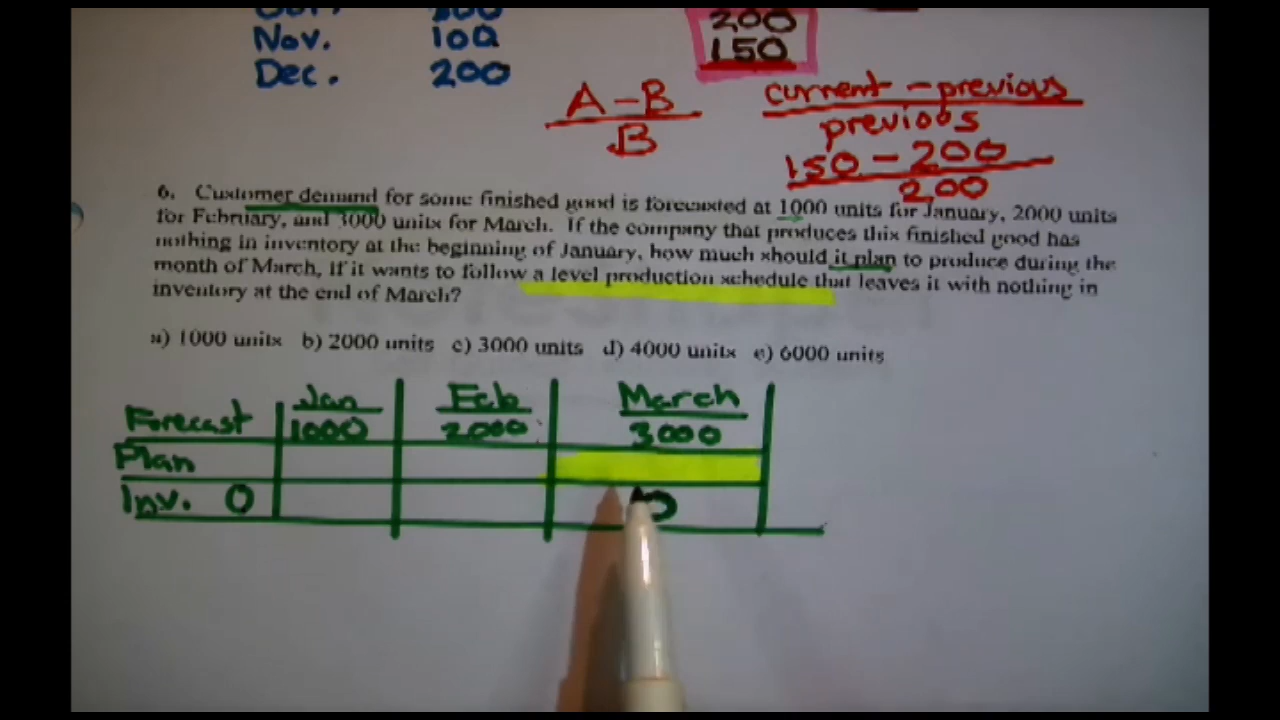 200
Nov. 100
150
Dec. 200
A - B
B
current - previous
previous
150 - 200
200
6. Customer demand for some finished good is forecasted at 1000 units for January, 2000 units
for February, and 3000 units for March. If the company that produces this finished good has
nothing in inventory at the beginning of January, how much should it plan to produce during the
month of March, If it wants to follow a level production schedule that leaves it with nothing in
inventory at the end of March?
a) 1000 units b) 2000 units c) 3000 units d) 4000 units e) 6000 units
Jan Feb March
Forecast 1000 2000 3000
Plan
Inv. 0 0